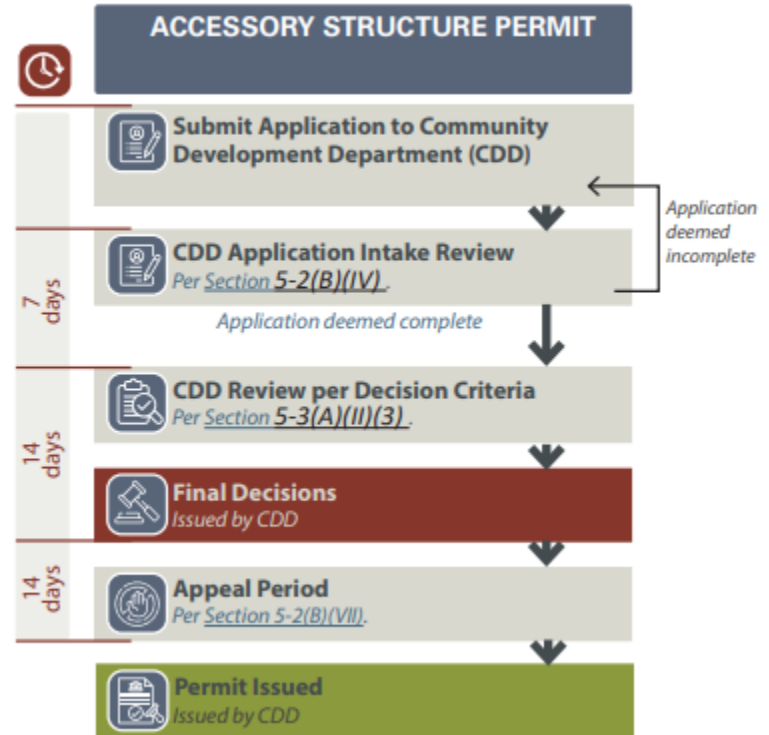 ACCESSORY STRUCTURE PERMIT
Submit Application to Community
Development Department (CDD)
Application
deemed
incomplete
CDD Application Intake Review
Per Section 5-2(B)(IV) .
7
days
Application deemed complete
CDD Review per Decision Criteria
Per Section 5-3(A)(II)(3) .
14
days
Final Decisions
Issued by CDD
14
days
Appeal Period
Per Section 5-2(B)(VII).
Permit Issued
Issued by CDD